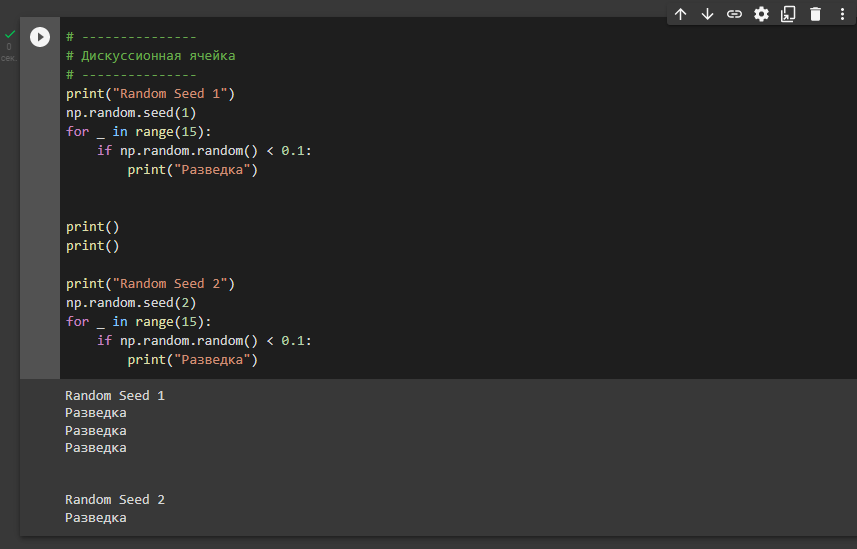 # ---------------
# Дискуссионная ячейка
# ---------------
print("Random Seed 1")
np.random.seed(1)
for _ in range(15):
    if np.random.random() < 0.1:
        print("Разведка")
print()
print()
print("Random Seed 2")
np.random.seed(2)
for _ in range(15):
    if np.random.random() < 0.1:
        print("Разведка")
0
сек.
Random Seed 1
Разведка
Разведка
Разведка
Random Seed 2
Разведка